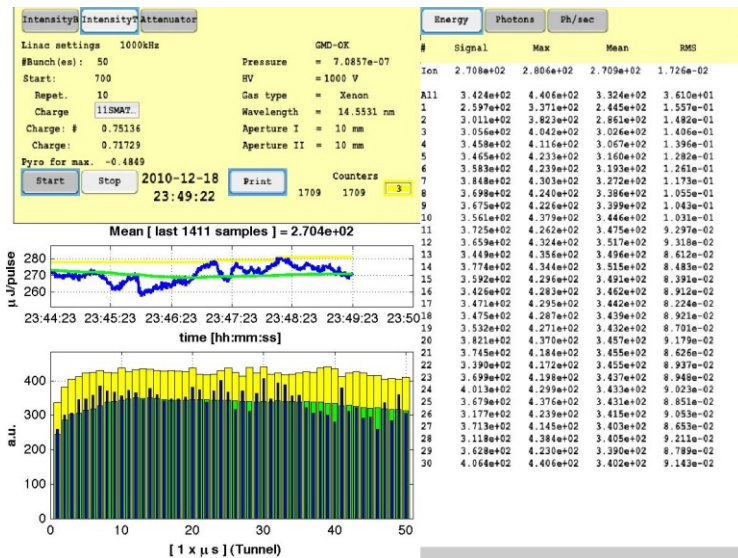 IntensityB IntensityT Attenuator
Linac settings 1000kHz GMD-OK
#Bunch(es): 50 Pressure = 7.0857e-07
Start: 700 HV =1000 V
Repet. 10 Gas type = Xenon
Charge 11SMAT.. Wavelength = 14.5531 nm
Charge: # 0.75136 Aperture I = 10 mm
Charge: 0.71729 Aperture II = 10 mm
Pyro for max. -0.4849
Start Stop 2010-12-18 Print Counters
23:49:22 1709 1709 3
Mean [ last 1411 samples ] = 2.704e+02
μ J/pulse
280
270
260
23:44:23 23:45:23 23:46:23 23:47:23 23:48:23 23:49:23 23:50
time [hh:mm:ss]
a.u.
400
300
200
100
0
0 10 20 30 40 50
[ 1 x μ s ] (Tunnel)
Energy Photons Ph/sec
# Signal Max Mean RMS
Ion 2.708e+02 2.806e+02 2.709e+02 1.726e-02
All 3.424e+02 4.406e+02 3.324e+02 3.610e+01
1 2.597e+02 3.371e+02 2.445e+02 1.557e-01
2 3.011e+02 3.823e+02 2.861e+02 1.482e-01
3 3.056e+02 4.042e+02 3.026e+02 1.406e-01
4 3.458e+02 4.116e+02 3.067e+02 1.396e-01
5 3.465e+02 4.233e+02 3.160e+02 1.282e-01
6 3.583e+02 4.239e+02 3.193e+02 1.261e-01
7 3.848e+02 4.303e+02 3.272e+02 1.173e-01
8 3.698e+02 4.240e+02 3.386e+02 1.055e-01
9 3.675e+02 4.226e+02 3.399e+02 1.043e-01
10 3.561e+02 4.379e+02 3.446e+02 1.031e-01
11 3.725e+02 4.262e+02 3.475e+02 9.297e-02
12 3.659e+02 4.324e+02 3.517e+02 9.318e-02
13 3.449e+02 4.356e+02 3.496e+02 8.612e-02
14 3.774e+02 4.344e+02 3.515e+02 8.483e-02
15 3.592e+02 4.296e+02 3.491e+02 8.391e-02
16 3.426e+02 4.283e+02 3.462e+02 8.912e-02
17 3.471e+02 4.295e+02 3.442e+02 8.224e-02
18 3.475e+02 4.287e+02 3.439e+02 8.921e-02
19 3.532e+02 4.271e+02 3.432e+02 8.701e-02
20 3.821e+02 4.370e+02 3.457e+02 9.179e-02
21 3.745e+02 4.184e+02 3.455e+02 8.626e-02
22 3.390e+02 4.172e+02 3.455e+02 8.937e-02
23 3.699e+02 4.198e+02 3.437e+02 8.948e-02
24 4.013e+02 4.299e+02 3.433e+02 9.023e-02
25 3.679e+02 4.376e+02 3.431e+02 8.851e-02
26 3.177e+02 4.239e+02 3.415e+02 9.053e-02
27 3.713e+02 4.145e+02 3.403e+02 8.653e-02
28 3.118e+02 4.384e+02 3.405e+02 9.211e-02
29 3.628e+02 4.230e+02 3.390e+02 8.789e-02
30 4.064e+02 4.406e+02 3.402e+02 9.143e-02